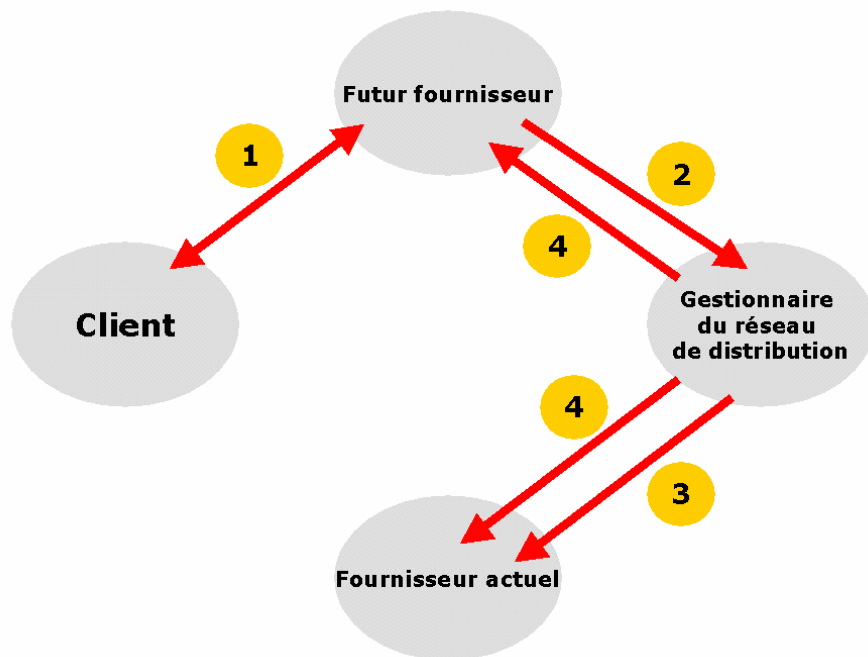 Futur fournisseur
1
2
4
Client
Gestionnaire
du réseau
de distribution
4
3
Fournisseur actuel